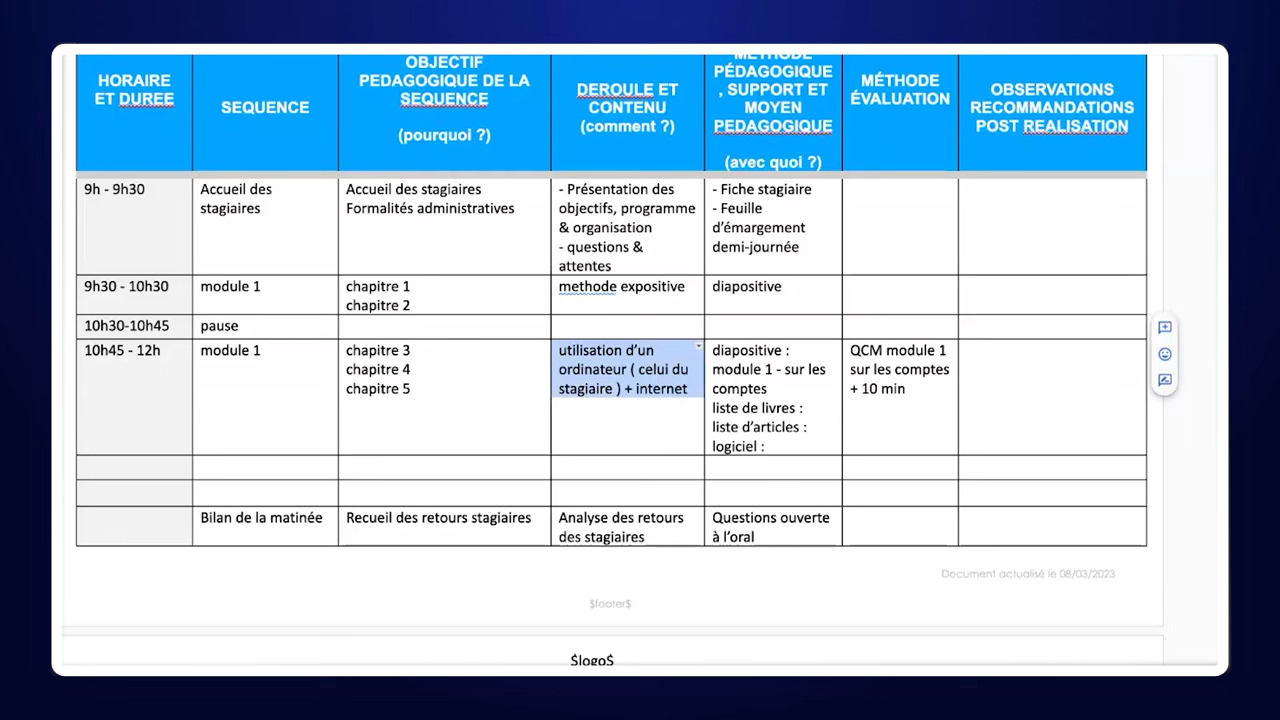 HORAIRE
ET DUREE
SEQUENCE
OBJECTIF
PEDAGOGIQUE DE LA
SEQUENCE
(pourquoi ?)
DEROULE ET
CONTENU
(comment ?)
METHODE
PÉDAGOGIQUE
, SUPPORT ET
MOYEN
PEDAGOGIQUE
(avec quoi ?)
MÉTHODE
ÉVALUATION
OBSERVATIONS
RECOMMANDATIONS
POST REALISATION
9h - 9h30
Accueil des
stagiaires
Accueil des stagiaires
Formalités administratives
- Présentation des
objectifs, programme
& organisation
- questions &
attentes
- Fiche stagiaire
- Feuille
d’émargement
demi-journée
9h30 - 10h30
module 1
chapitre 1
chapitre 2
methode expositive
diapositive
10h30-10h45
pause
10h45 - 12h
module 1
chapitre 3
chapitre 4
chapitre 5
utilisation d’un
ordinateur ( celui du
stagiaire ) + internet
diapositive :
module 1 - sur les
comptes
liste de livres :
liste d’articles :
logiciel :
QCM module 1
sur les comptes
+ 10 min
Bilan de la matinée
Recueil des retours stagiaires
Analyse des retours
des stagiaires
Questions ouverte
à l’oral
Document actualisé le 08/03/2023
$footer$
$logo$